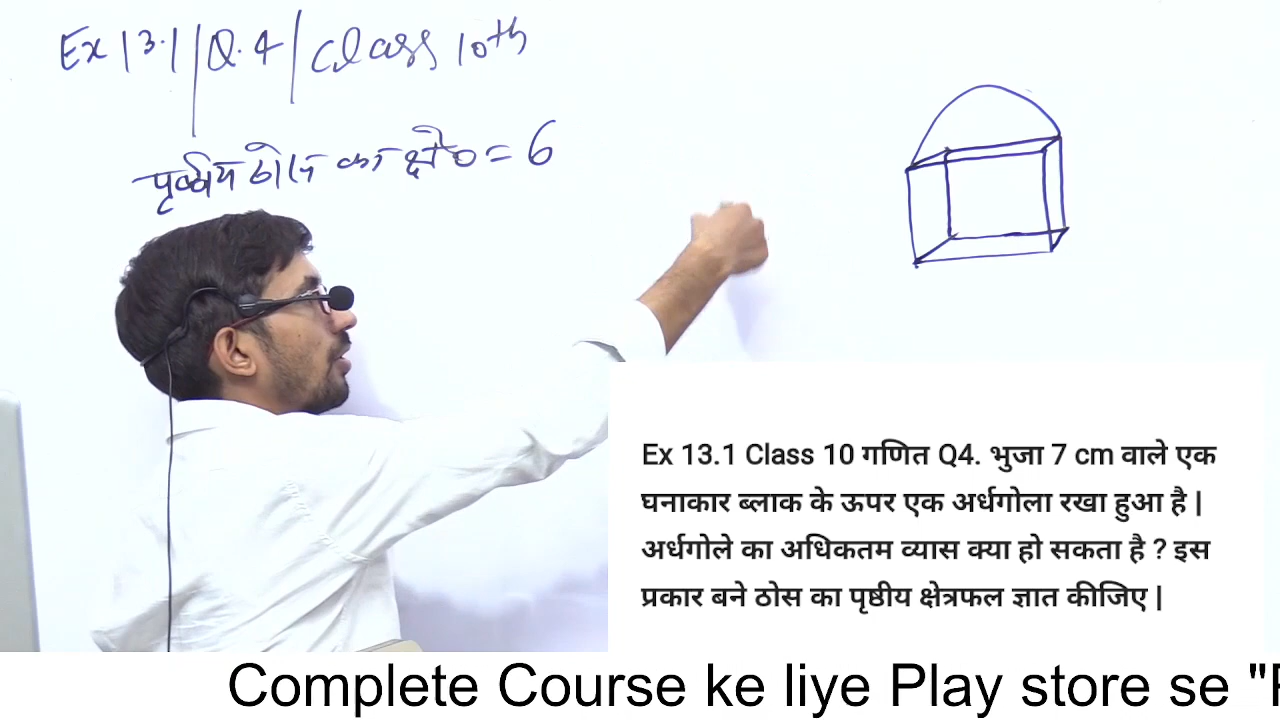 Ex 13.1 | Q.4 | Class 10th
पृष्ठीय ठोस का क्षे० = 6
Ex 13.1 Class 10 गणित Q4. भुजा 7 cm वाले एक
घनाकार ब्लाक के ऊपर एक अर्धगोला रखा हुआ है |
अर्धगोले का अधिकतम व्यास क्या हो सकता है ? इस
प्रकार बने ठोस का पृष्ठीय क्षेत्रफल ज्ञात कीजिए |
Complete Course ke liye Play store se "